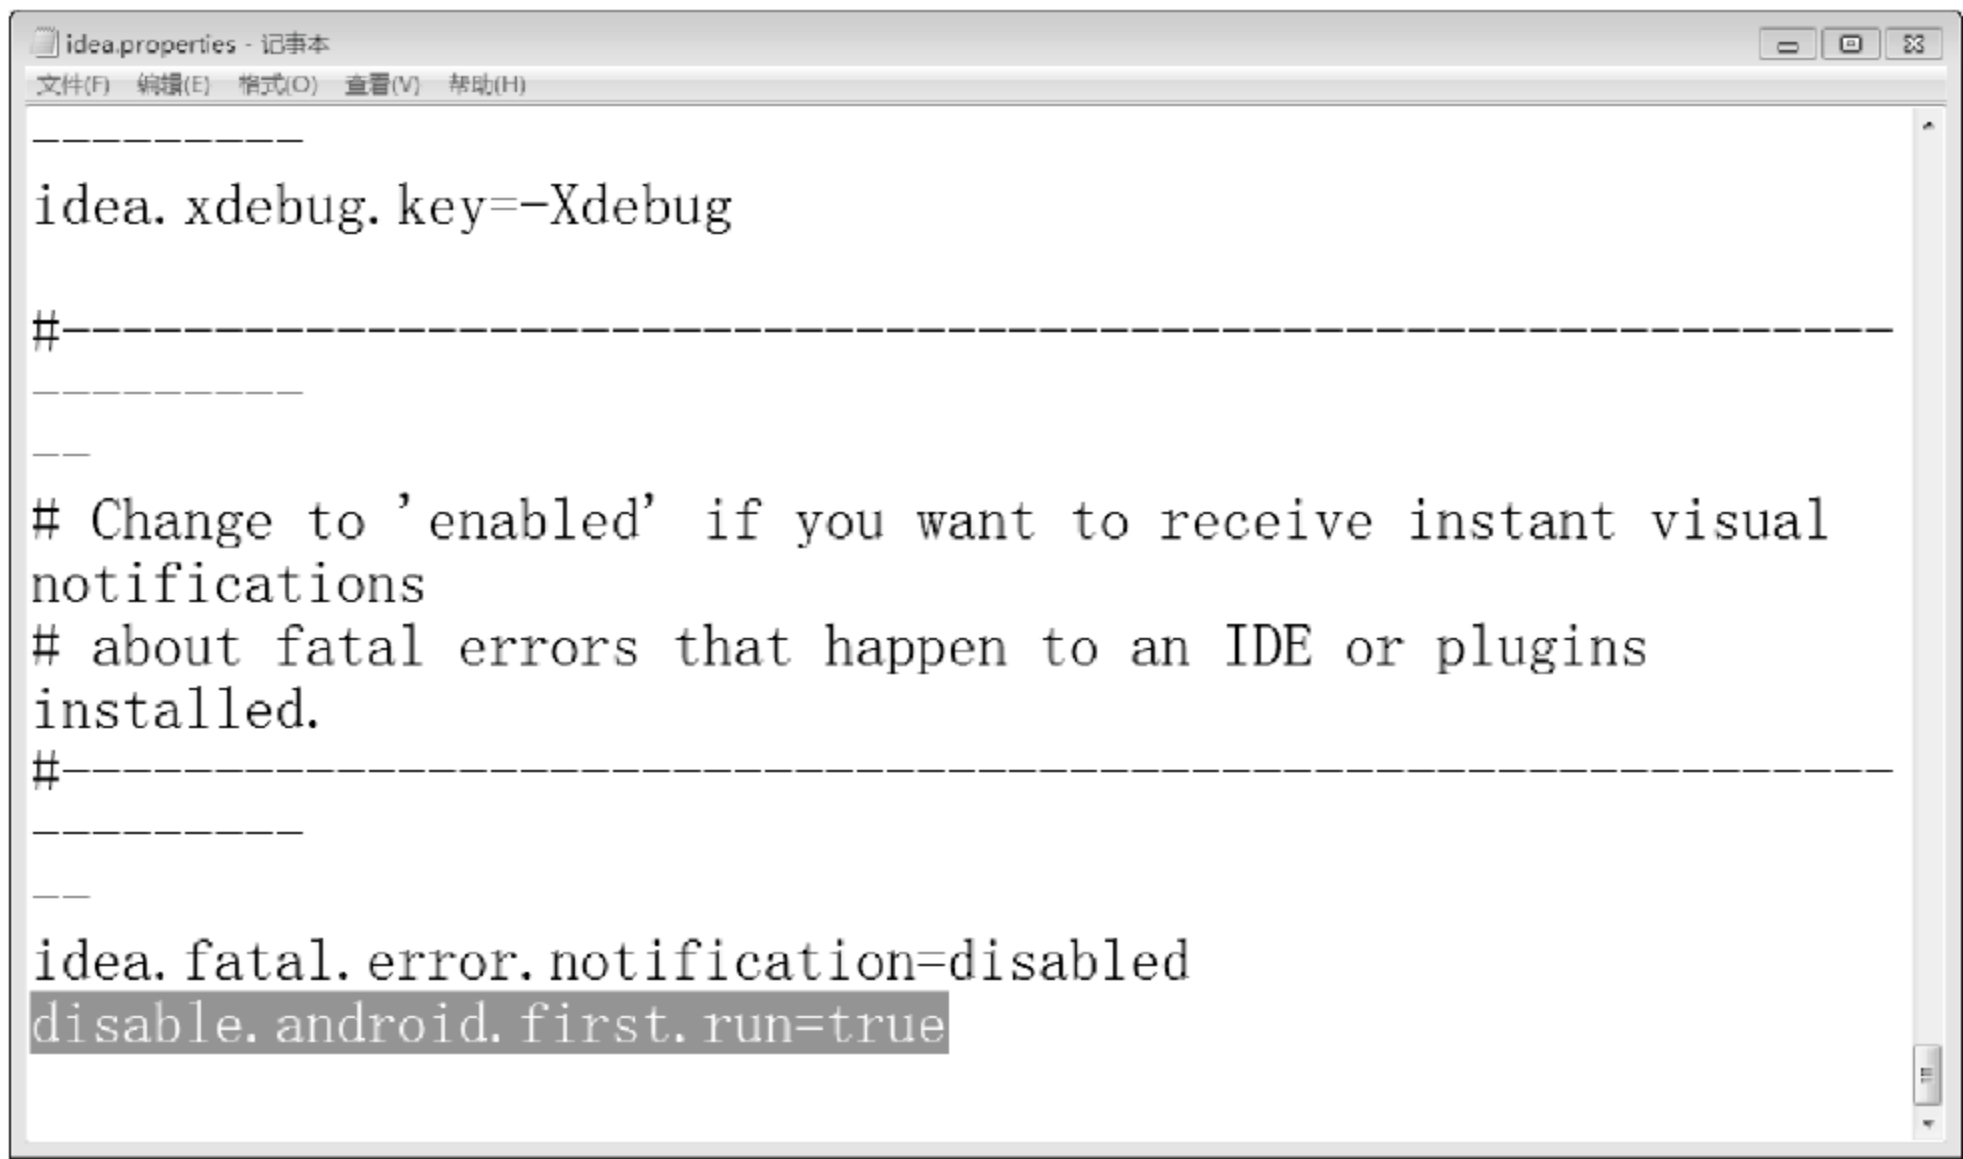 idea.properties - 记事本
文件(F) 编辑(E) 格式(O) 查看(V) 帮助(H)
---------
idea.xdebug.key=-Xdebug
#-------------------------------------------------------------
---------
--
# Change to 'enabled' if you want to receive instant visual
notifications
# about fatal errors that happen to an IDE or plugins
installed.
#-------------------------------------------------------------
---------
--
idea.fatal.error.notification=disabled
disable.android.first.run=true